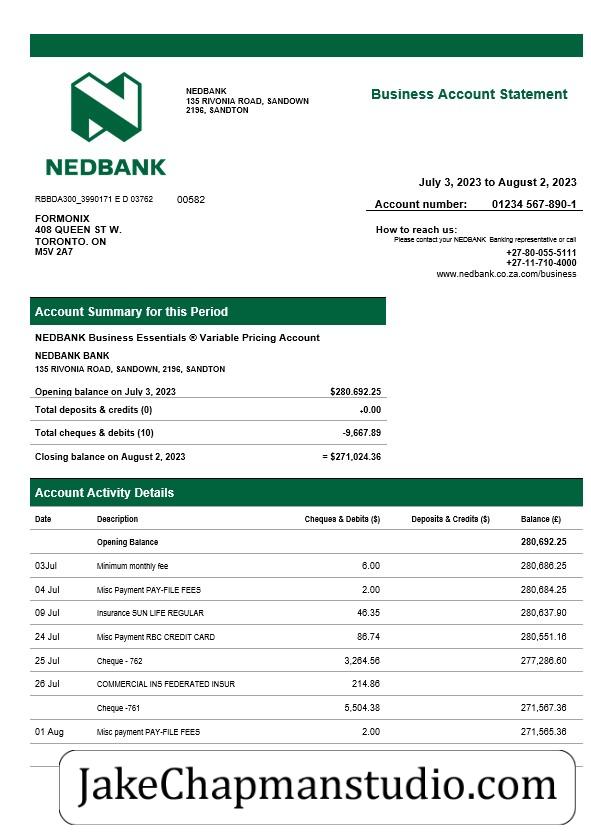 NEDBANK
135 RIVONIA ROAD, SANDOWN
2196, SANDTON
Business Account Statement
NEDBANK
July 3, 2023 to August 2, 2023
RBBDA300_3990171 E D 03762 00582
Account number: 01234 567-890-1
FORMONIX
408 QUEEN ST W.
TORONTO. ON
M5V 2A7
How to reach us:
Please contact your NEDBANK Banking representative or call
+27-80-055-5111
+27-11-710-4000
www.nedbank.co.za.com/business
Account Summary for this Period
NEDBANK Business Essentials ® Variable Pricing Account
NEDBANK BANK
135 RIVONIA ROAD, SANDOWN, 2196, SANDTON
Opening balance on July 3, 2023 $280.692.25
Total deposits & credits (0) +0.00
Total cheques & debits (10) -9,667.89
Closing balance on August 2, 2023 = $271,024.36
Account Activity Details
Date Description Cheques & Debits ($) Deposits & Credits ($) Balance (£)
Opening Balance 280,692.25
03Jul Minimum monthly fee 6.00 280,686.25
04 Jul Misc Payment PAY-FILE FEES 2.00 280,684.25
09 Jul Insurance SUN LIFE REGULAR 46.35 280,637.90
24 Jul Misc Payment RBC CREDIT CARD 86.74 280,551.16
25 Jul Cheque - 762 3,264.56 277,286.60
26 Jul COMMERCIAL INS FEDERATED INSUR 214.86
Cheque -761 5,504.38 271,567.36
01 Aug Misc payment PAY-FILE FEES 2.00 271,565.36
JakeChapmanstudio.com